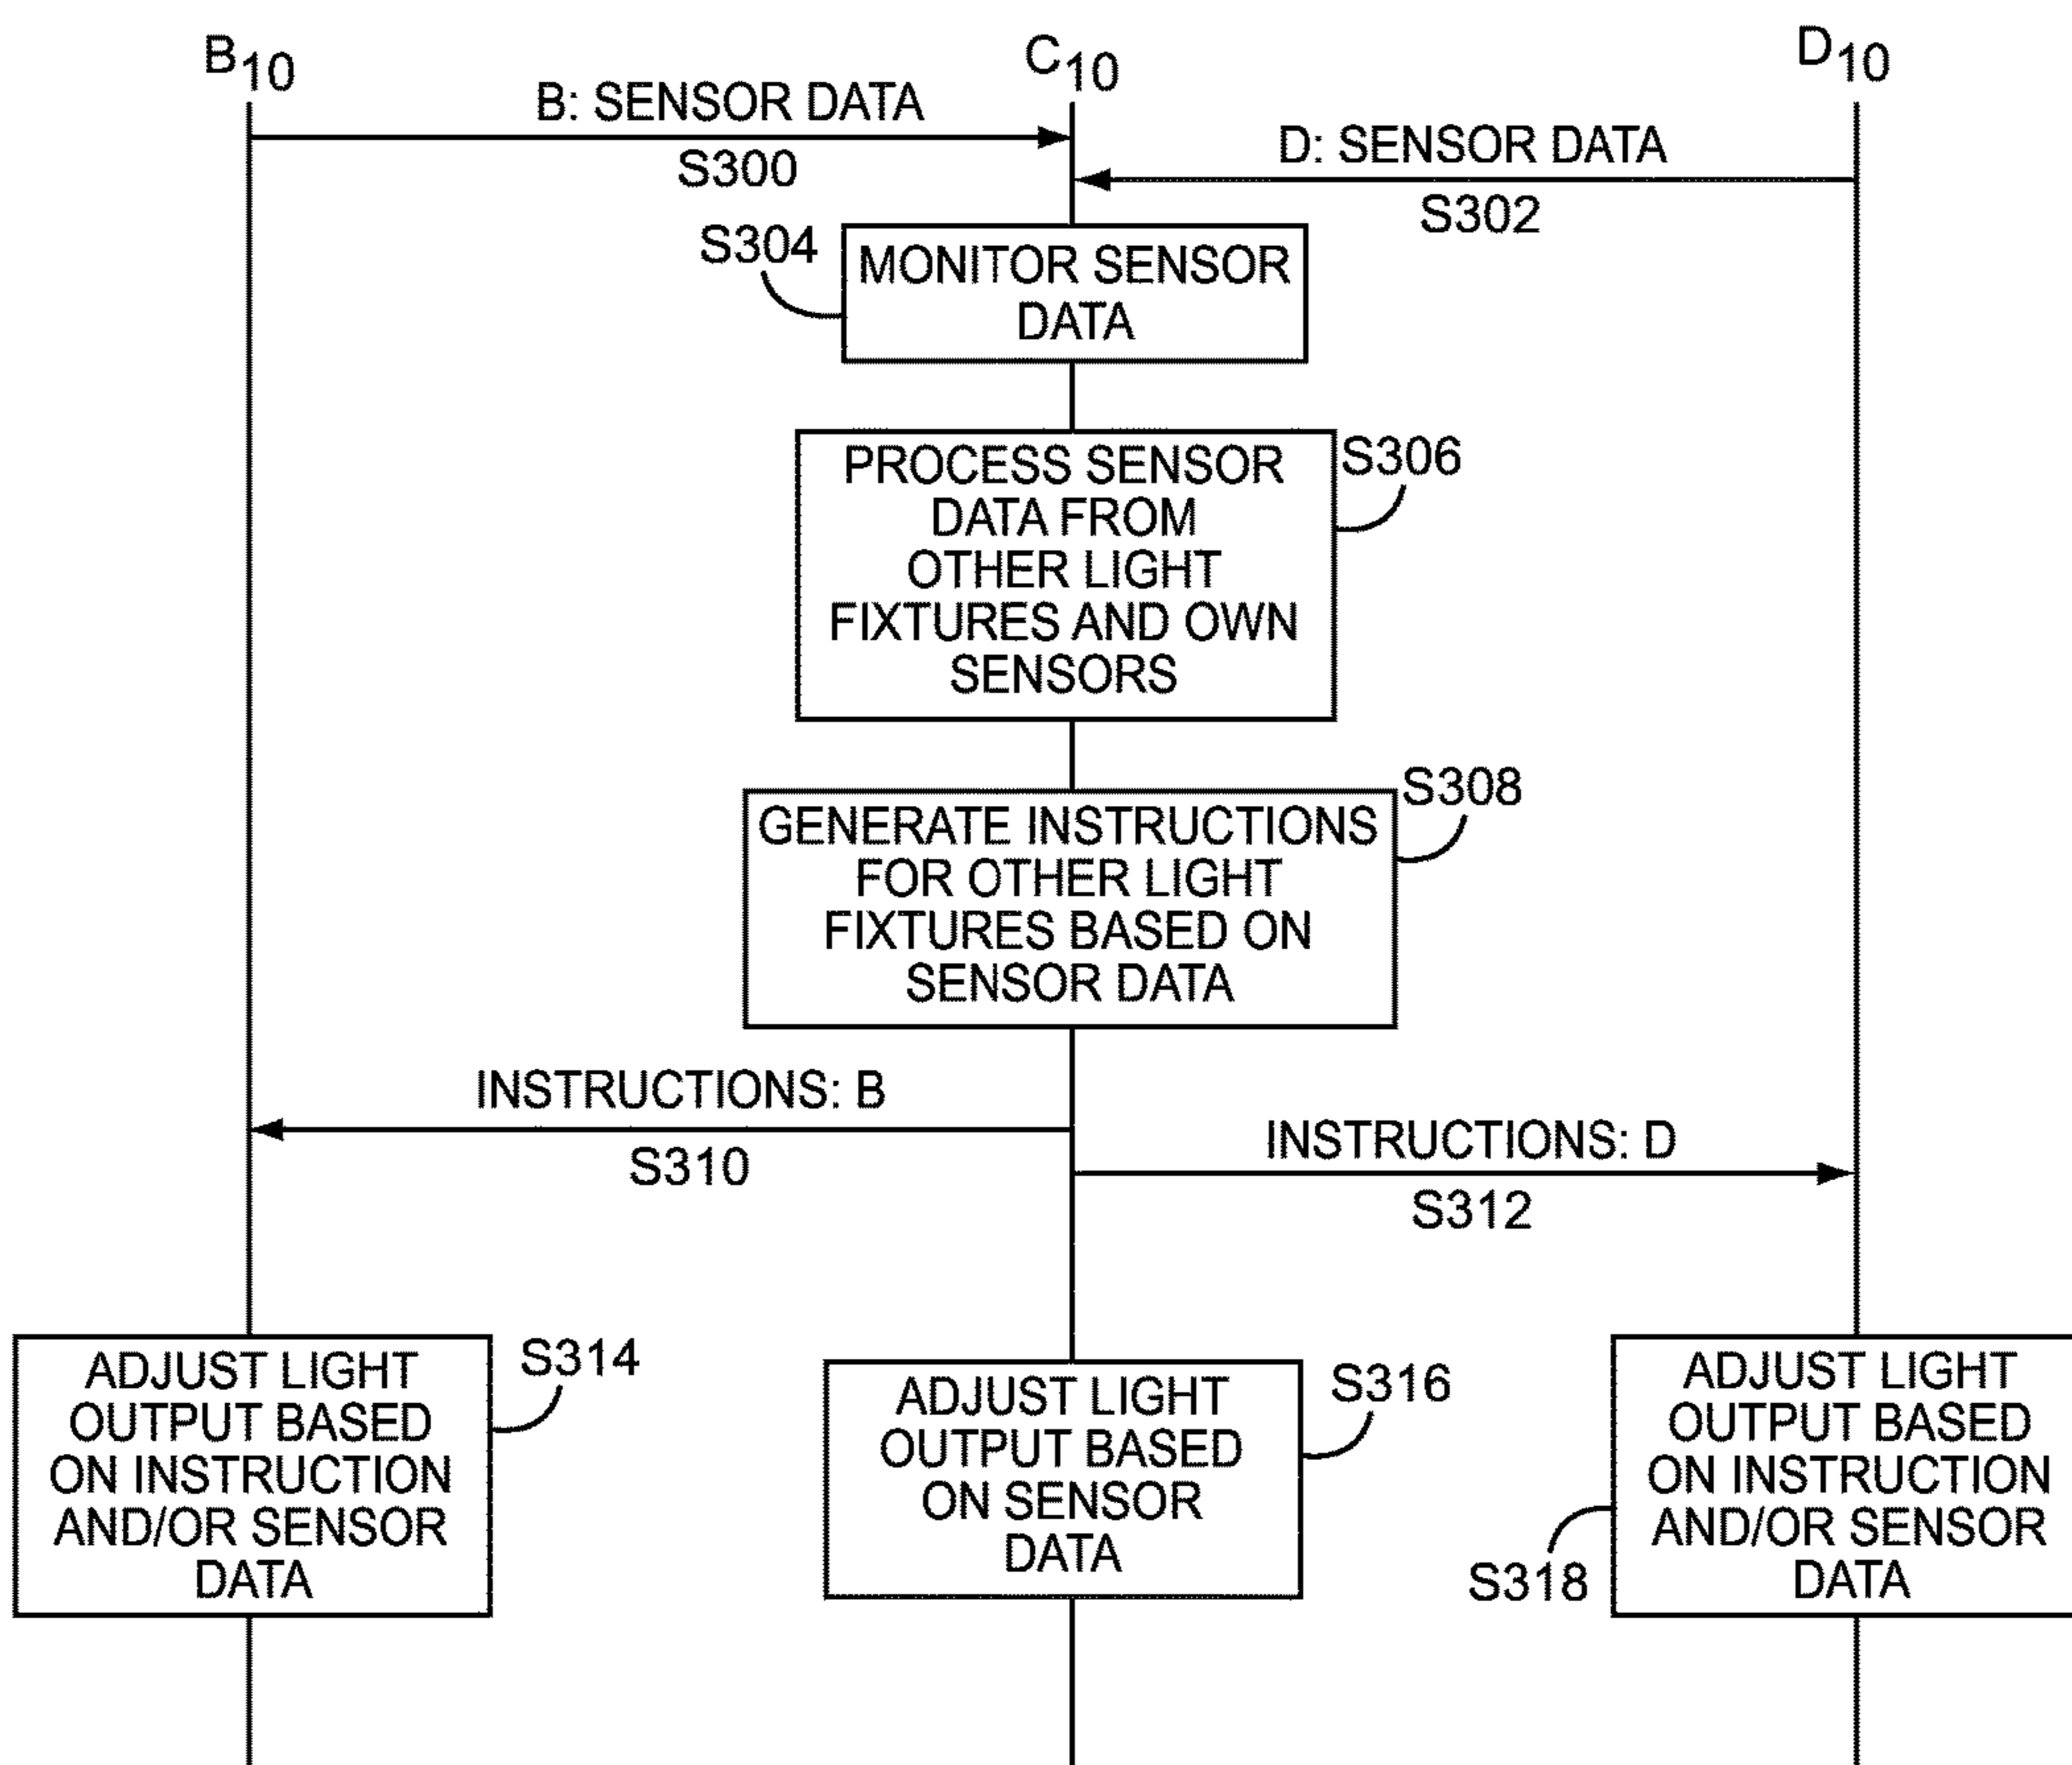 B10
C10
D10
B: SENSOR DATA
S300
D: SENSOR DATA
S302
S304
MONITOR SENSOR
DATA
PROCESS SENSOR
DATA FROM
OTHER LIGHT
FIXTURES AND OWN
SENSORS
S306
GENERATE INSTRUCTIONS
FOR OTHER LIGHT
FIXTURES BASED ON
SENSOR DATA
S308
INSTRUCTIONS: B
S310
INSTRUCTIONS: D
S312
ADJUST LIGHT
OUTPUT BASED
ON INSTRUCTION
AND/OR SENSOR
DATA
S314
ADJUST LIGHT
OUTPUT BASED
ON SENSOR
DATA
S316
ADJUST LIGHT
OUTPUT BASED
ON INSTRUCTION
AND/OR SENSOR
DATA
S318